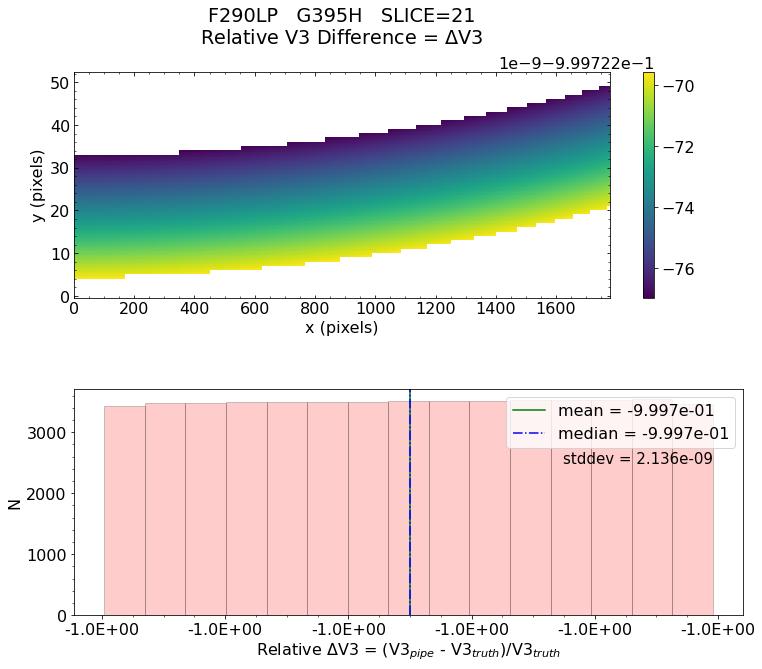 F290LP G395H SLICE=21
Relative V3 Difference = ΔV3
1e−9−9.99722e−1
50
40
30
20
10
0
y (pixels)
0 200 400 600 800 1000 1200 1400 1600
x (pixels)
−70
−72
−74
−76
mean = -9.997e-01
median = -9.997e-01
stddev = 2.136e-09
3000
2000
1000
0
N
-1.0E+00 -1.0E+00 -1.0E+00 -1.0E+00 -1.0E+00 -1.0E+00
Relative ΔV3 = (V3pipe - V3truth)/V3truth